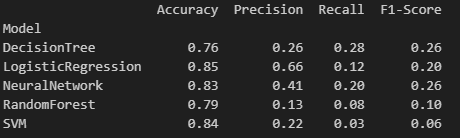 Accuracy Precision Recall F1-Score
Model
DecisionTree 0.76 0.26 0.28 0.26
LogisticRegression 0.85 0.66 0.12 0.20
NeuralNetwork 0.83 0.41 0.20 0.26
RandomForest 0.79 0.13 0.08 0.10
SVM 0.84 0.22 0.03 0.06